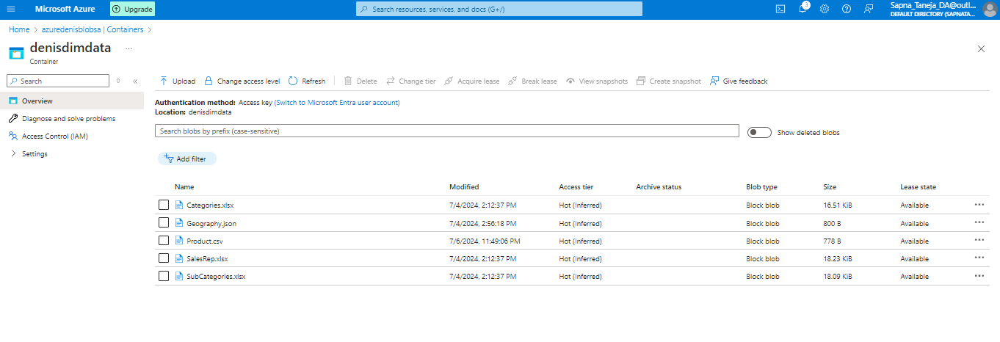 Microsoft Azure Upgrade Search resources, services, and docs (G+/) 3 Sapna_Taneja_DA@outl...
DEFAULT DIRECTORY (SAPNATA...
Home > azuredenisblobsa | Containers >
denisdimdata ...
Container
Search
Overview
Diagnose and solve problems
Access Control (IAM)
Settings
Upload Change access level Refresh Delete Change tier Acquire lease Break lease View snapshots Create snapshot Give feedback
Authentication method: Access key (Switch to Microsoft Entra user account)
Location: denisdimdata
Search blobs by prefix (case-sensitive) Show deleted blobs
Add filter
Name Modified Access tier Archive status Blob type Size Lease state
Categories.xlsx 7/4/2024, 2:12:37 PM Hot (Inferred) Block blob 16.51 KiB Available ...
Geography.json 7/4/2024, 2:56:18 PM Hot (Inferred) Block blob 800 B Available ...
Product.csv 7/6/2024, 11:49:06 PM Hot (Inferred) Block blob 778 B Available ...
SalesRep.xlsx 7/4/2024, 2:12:37 PM Hot (Inferred) Block blob 18.23 KiB Available ...
SubCategories.xlsx 7/4/2024, 2:12:37 PM Hot (Inferred) Block blob 18.09 KiB Available ...